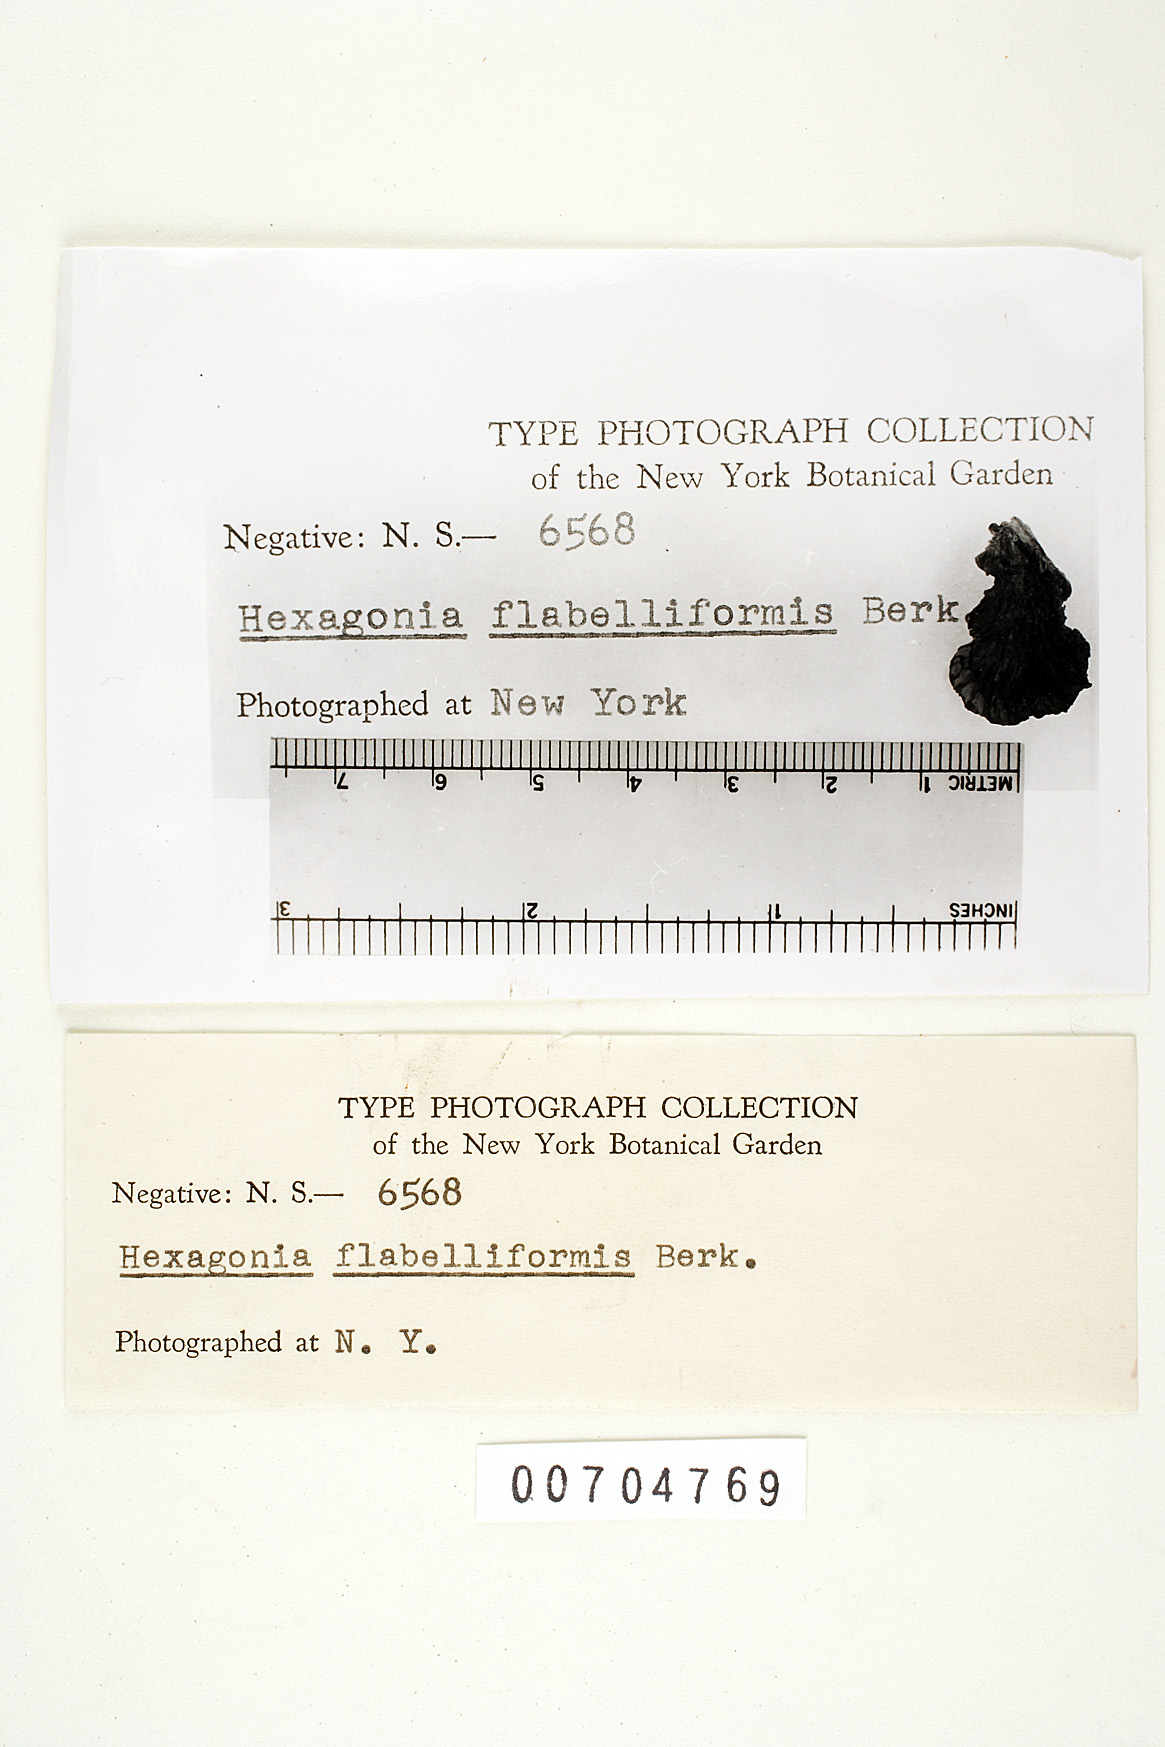 TYPE PHOTOGRAPH COLLECTION
of the New York Botanical Garden
Negative: N. S.— 6568
Hexagonia flabelliformis Berk.
Photographed at New York
7 6 5 4 3 2 1 METRIC
3 2 1 INCHES
TYPE PHOTOGRAPH COLLECTION
of the New York Botanical Garden
Negative: N. S.— 6568
Hexagonia flabelliformis Berk.
Photographed at N. Y.
00704769